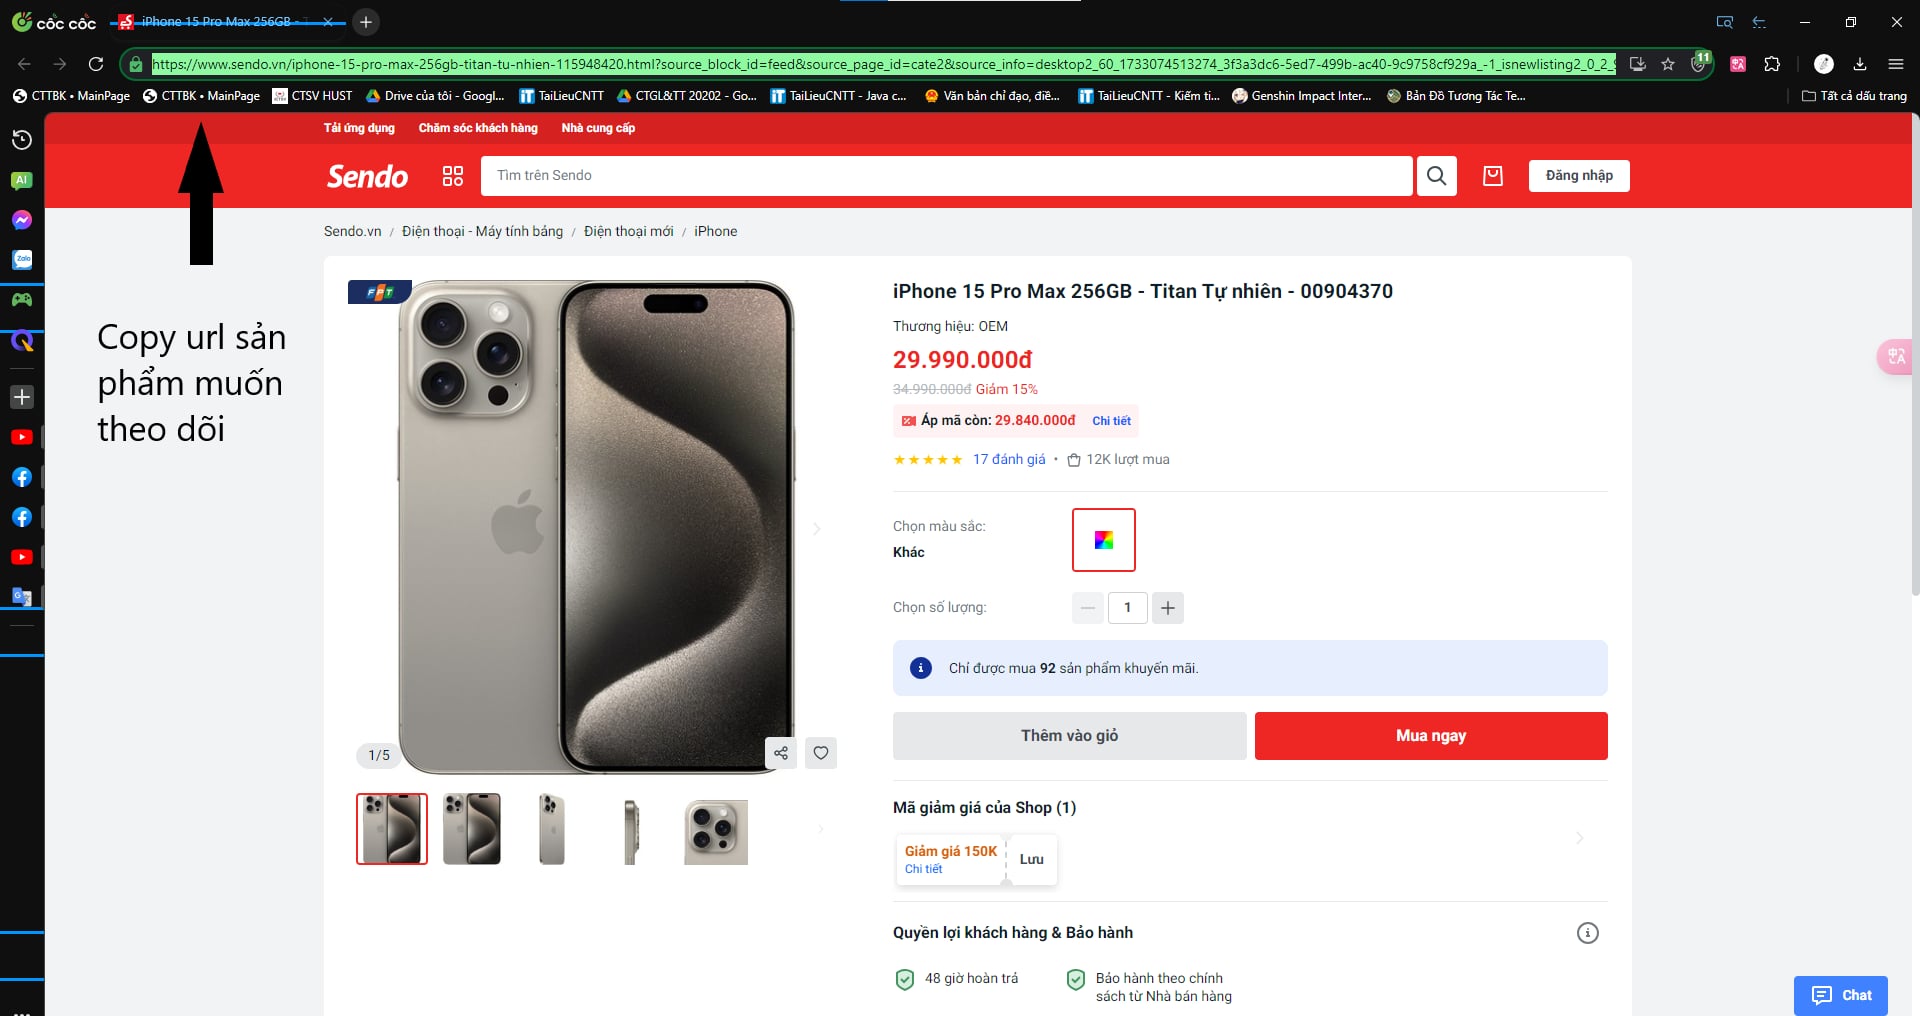 cốc cốc
iPhone 15 Pro Max 256GB -
https://www.sendo.vn/iphone-15-pro-max-256gb-titan-tu-nhien-115948420.html?source_block_id=feed&source_page_id=cate2&source_info=desktop2_60_1733074513274_3f3a3dc6-5ed7-499b-ac40-9c9758cf929a_-1_isnewlisting2_0_2_
11
CTTBK • MainPage
CTTBK • MainPage
CTSV HUST
Drive của tôi - Googl...
TaiLieuCNTT
CTGL&TT 20202 - Go...
TaiLieuCNTT - Java c...
Văn bản chỉ đạo, điề...
TaiLieuCNTT - Kiếm ti...
Genshin Impact Inter...
Bản Đồ Tương Tác Te...
Tất cả dấu trang
Tải ứng dụng
Chăm sóc khách hàng
Nhà cung cấp
AI
Sendo
Tìm trên Sendo
Đăng nhập
Sendo.vn / Điện thoại - Máy tính bảng / Điện thoại mới / iPhone
Zalo
FPT
Copy url sản
phẩm muốn
theo dõi
iPhone 15 Pro Max 256GB - Titan Tự nhiên - 00904370
Thương hiệu: OEM
29.990.000đ
34.990.000đ Giảm 15%
Áp mã còn: 29.840.000đ Chi tiết
17 đánh giá • 12K lượt mua
Chọn màu sắc:
Khác
Chọn số lượng:
1
Chỉ được mua 92 sản phẩm khuyến mãi.
Thêm vào giỏ
Mua ngay
1/5
Mã giảm giá của Shop (1)
Giảm giá 150K
Chi tiết
Lưu
Quyền lợi khách hàng & Bảo hành
48 giờ hoàn trả
Bảo hành theo chính
sách từ Nhà bán hàng
Chat